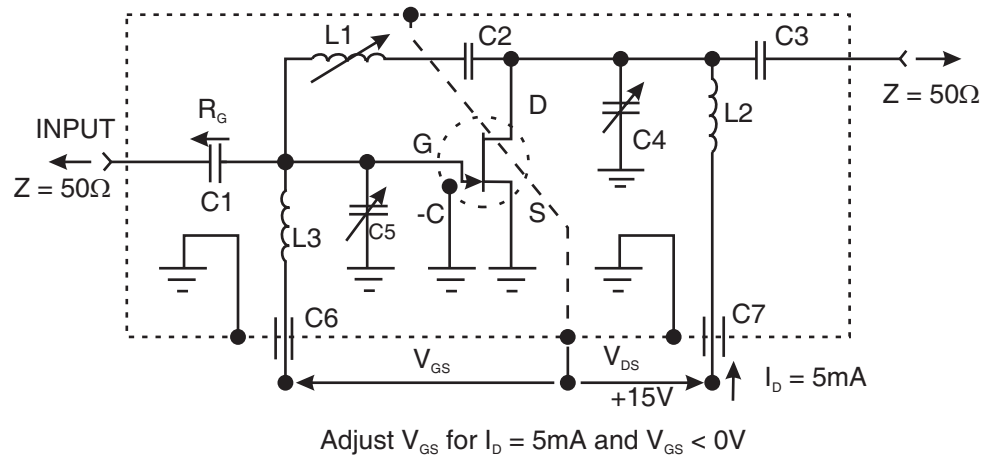 L1
C2
C3
INPUT
R_G
D
C4
L2
Z = 50Ω
G
Z = 50Ω
C1
-C
S
L3
C5
C6
C7
V_GS
V_DS
+15V
I_D = 5mA
Adjust V_GS for I_D = 5mA and V_GS < 0V